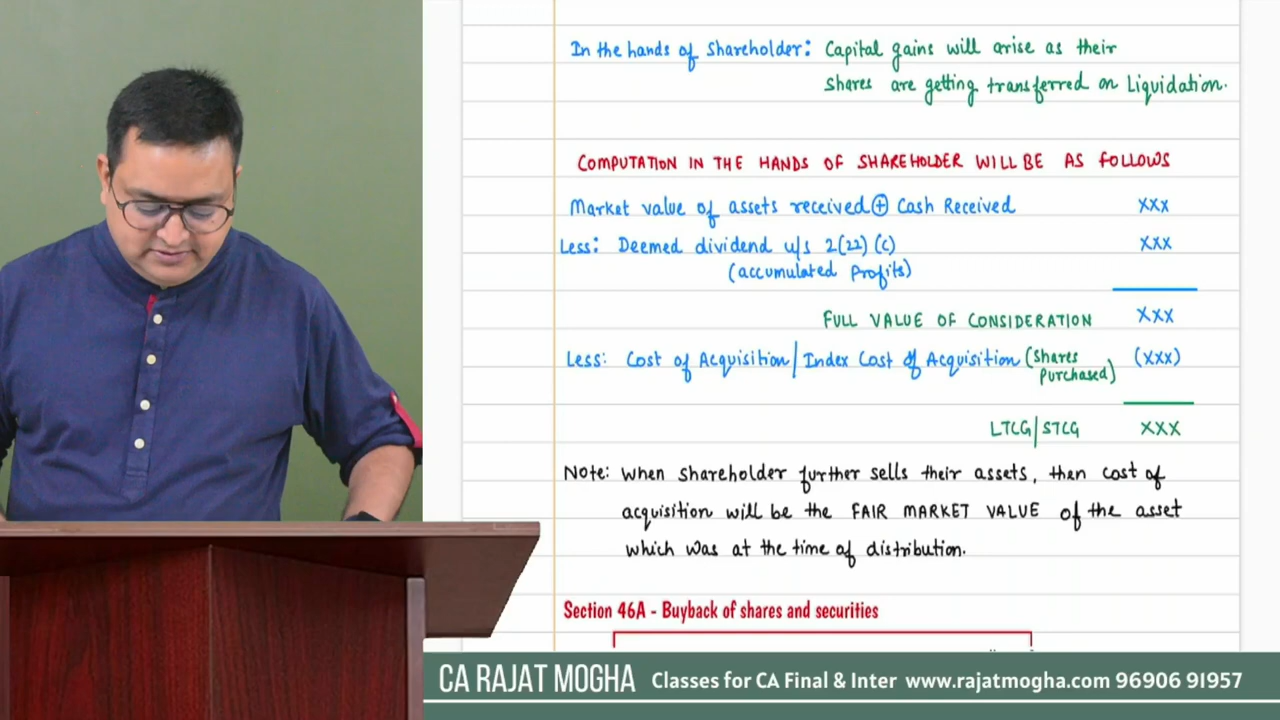 In the hands of Shareholder: Capital gains will arise as their
shares are getting transferred on Liquidation.
COMPUTATION IN THE HANDS OF SHAREHOLDER WILL BE AS FOLLOWS
Market value of assets received + Cash Received XXX
Less: Deemed dividend u/s 2(22)(c) XXX
(accumulated Profits)
FULL VALUE OF CONSIDERATION XXX
Less: Cost of Acquisition/Index Cost of Acquisition (shares purchased) (XXX)
LTCG/STCG XXX
Note: When shareholder further sells their assets, then cost of
acquisition will be the FAIR MARKET VALUE of the asset
which was at the time of distribution.
Section 46A - Buyback of shares and securities
CA RAJAT MOGHA Classes for CA Final & Inter www.rajatmogha.com 96906 91957